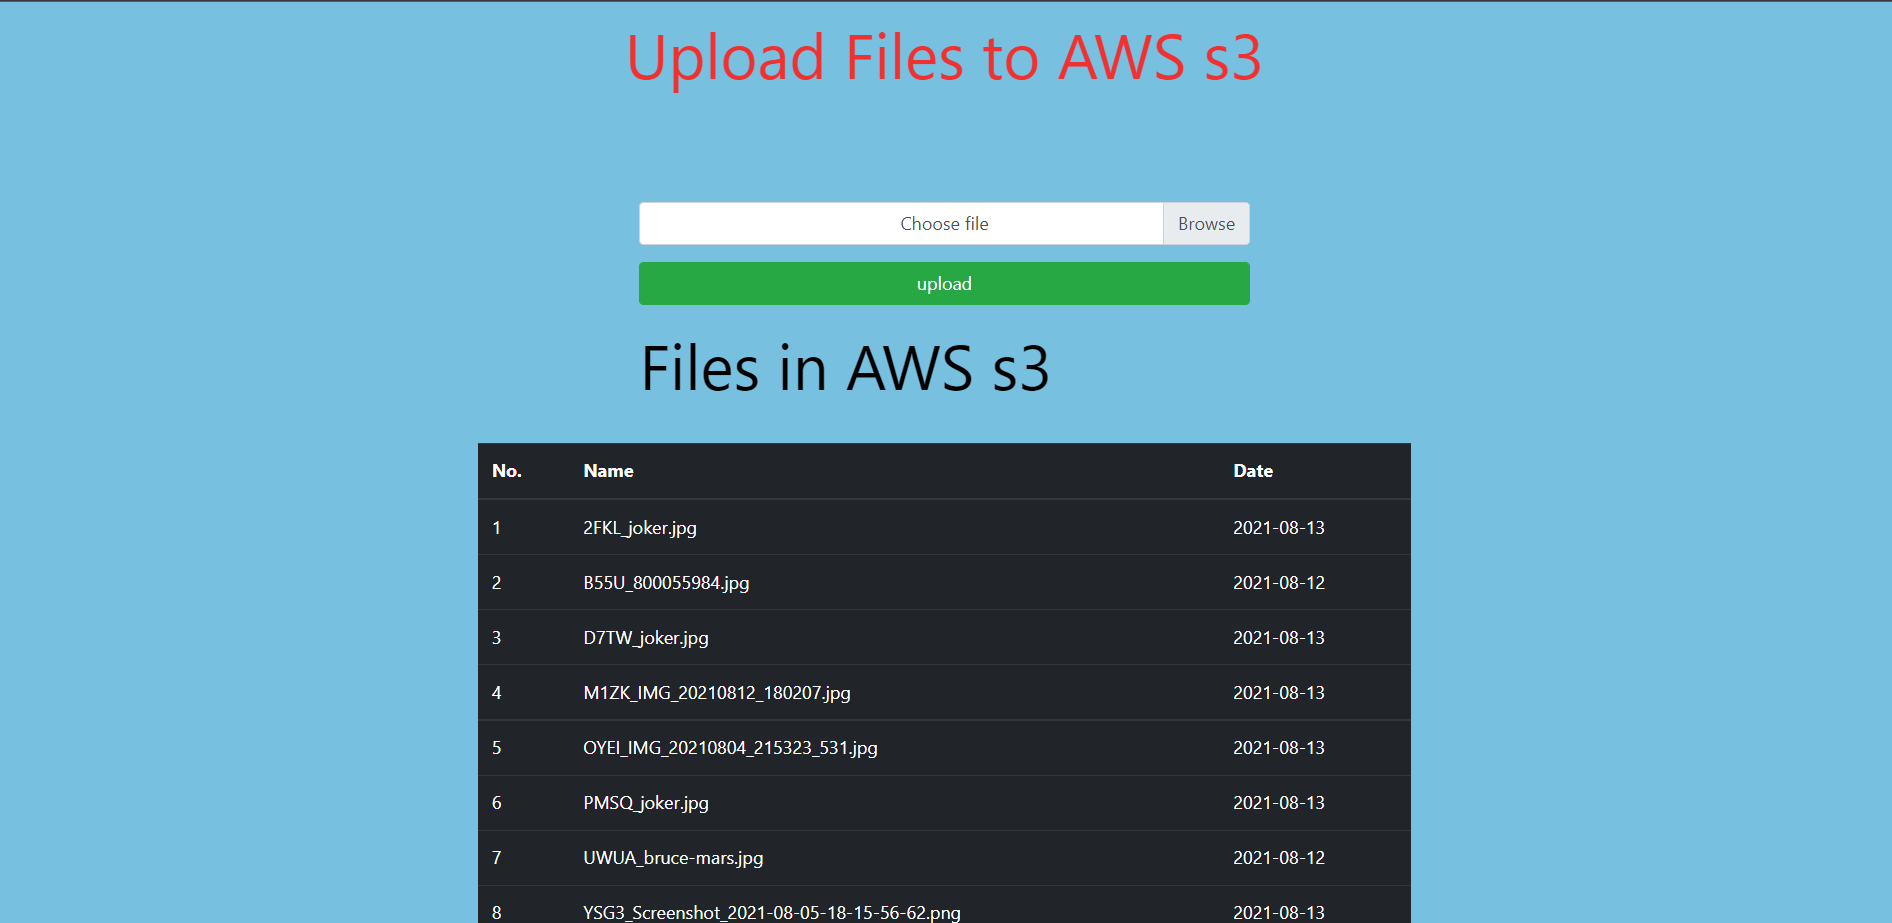 Upload Files to AWS s3
Choose file Browse
upload
Files in AWS s3
No. Name Date
1 2FKL_joker.jpg 2021-08-13
2 B55U_800055984.jpg 2021-08-12
3 D7TW_joker.jpg 2021-08-13
4 M1ZK_IMG_20210812_180207.jpg 2021-08-13
5 OYEI_IMG_20210804_215323_531.jpg 2021-08-13
6 PMSQ_joker.jpg 2021-08-13
7 UWUA_bruce-mars.jpg 2021-08-12
8 YSG3_Screenshot_2021-08-05-18-15-56-62.png 2021-08-13